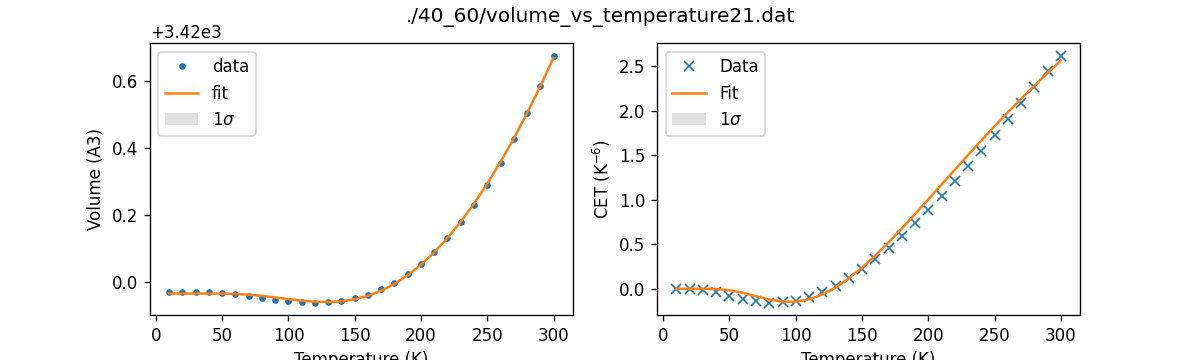 ./40_60/volume_vs_temperature21.dat
+3.42e3
0.6
0.4
0.2
0.0
Volume (A3)
data
fit
1σ
0 50 100 150 200 250 300
Temperature (K)
2.5
2.0
1.5
1.0
0.5
0.0
CET (K⁻⁶)
Data
Fit
1σ
0 50 100 150 200 250 300
Temperature (K)